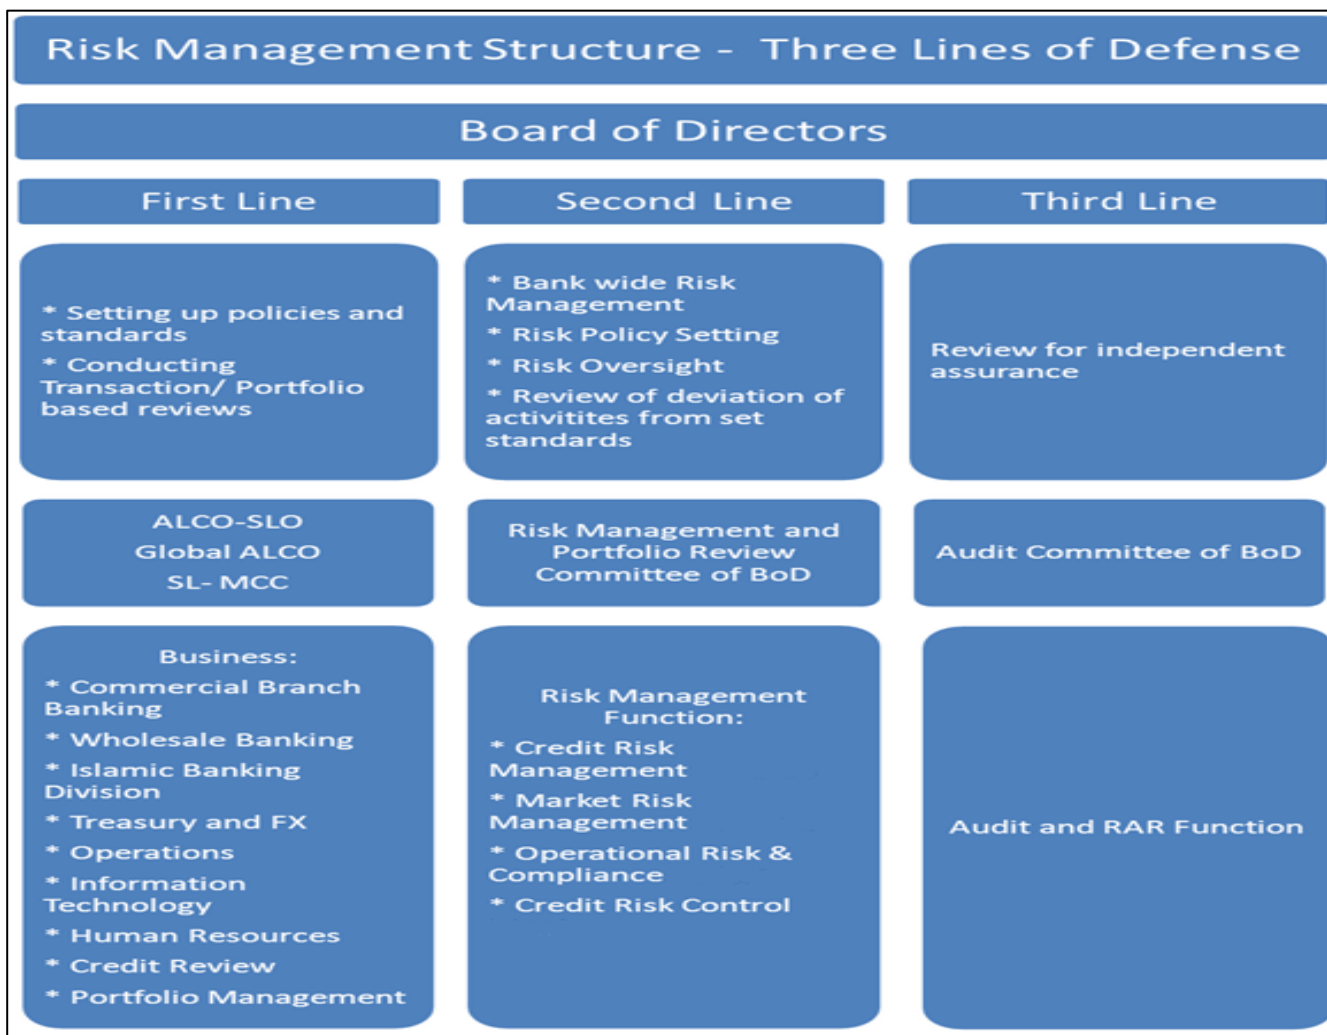 Risk Management Structure -  Three Lines of Defense
Board of Directors
First Line
Second Line
Third Line
* Setting up policies and
standards
* Conducting
Transaction/ Portfolio
based reviews
* Bank wide Risk
Management
* Risk Policy Setting
* Risk Oversight
* Review of deviation of
activitites from set
standards
Review for independent
assurance
ALCO-SLO
Global ALCO
SL- MCC
Risk Management and
Portfolio Review
Committee of BoD
Audit Committee of BoD
Business:
* Commercial Branch
Banking
* Wholesale Banking
* Islamic Banking
Division
* Treasury and FX
* Operations
* Information
Technology
* Human Resources
* Credit Review
* Portfolio Management
Risk Management
Function:
* Credit Risk
Management
* Market Risk
Management
* Operational Risk &
Compliance
* Credit Risk Control
Audit and RAR Function